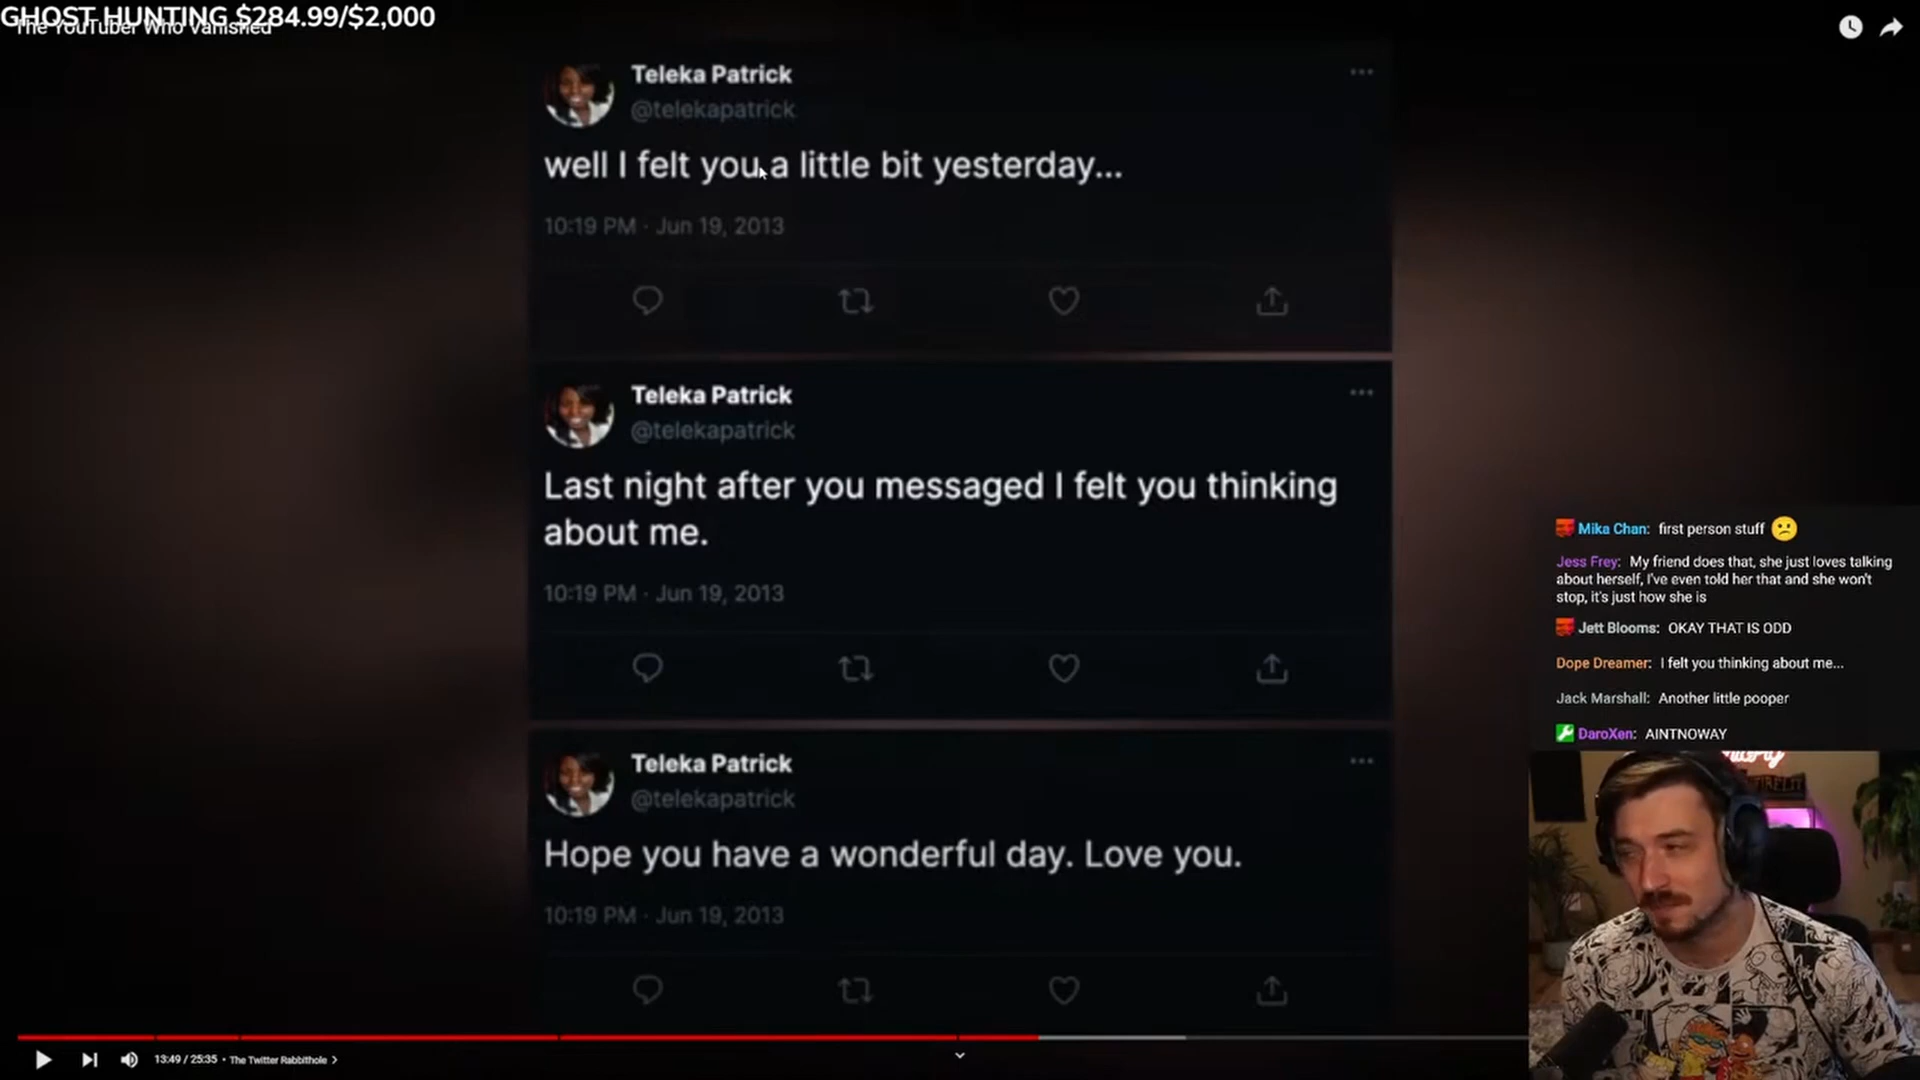 GHOST HUNTING $284.99/$2,000
The YouTuber Who Vanished
Teleka Patrick
@telekapatrick
well I felt you a little bit yesterday...
10:19 PM · Jun 19, 2013
Teleka Patrick
@telekapatrick
Last night after you messaged I felt you thinking
about me.
10:19 PM · Jun 19, 2013
Teleka Patrick
@telekapatrick
Hope you have a wonderful day. Love you.
10:19 PM · Jun 19, 2013
Mika Chan: first person stuff
Jess Frey: My friend does that, she just loves talking
about herself, I've even told her that and she won't
stop, it's just how she is
Jett Blooms: OKAY THAT IS ODD
Dope Dreamer: I felt you thinking about me...
Jack Marshall: Another little pooper
DaroXen: AINTNOWAY
13:49 / 25:35 • The Twitter Rabbithole